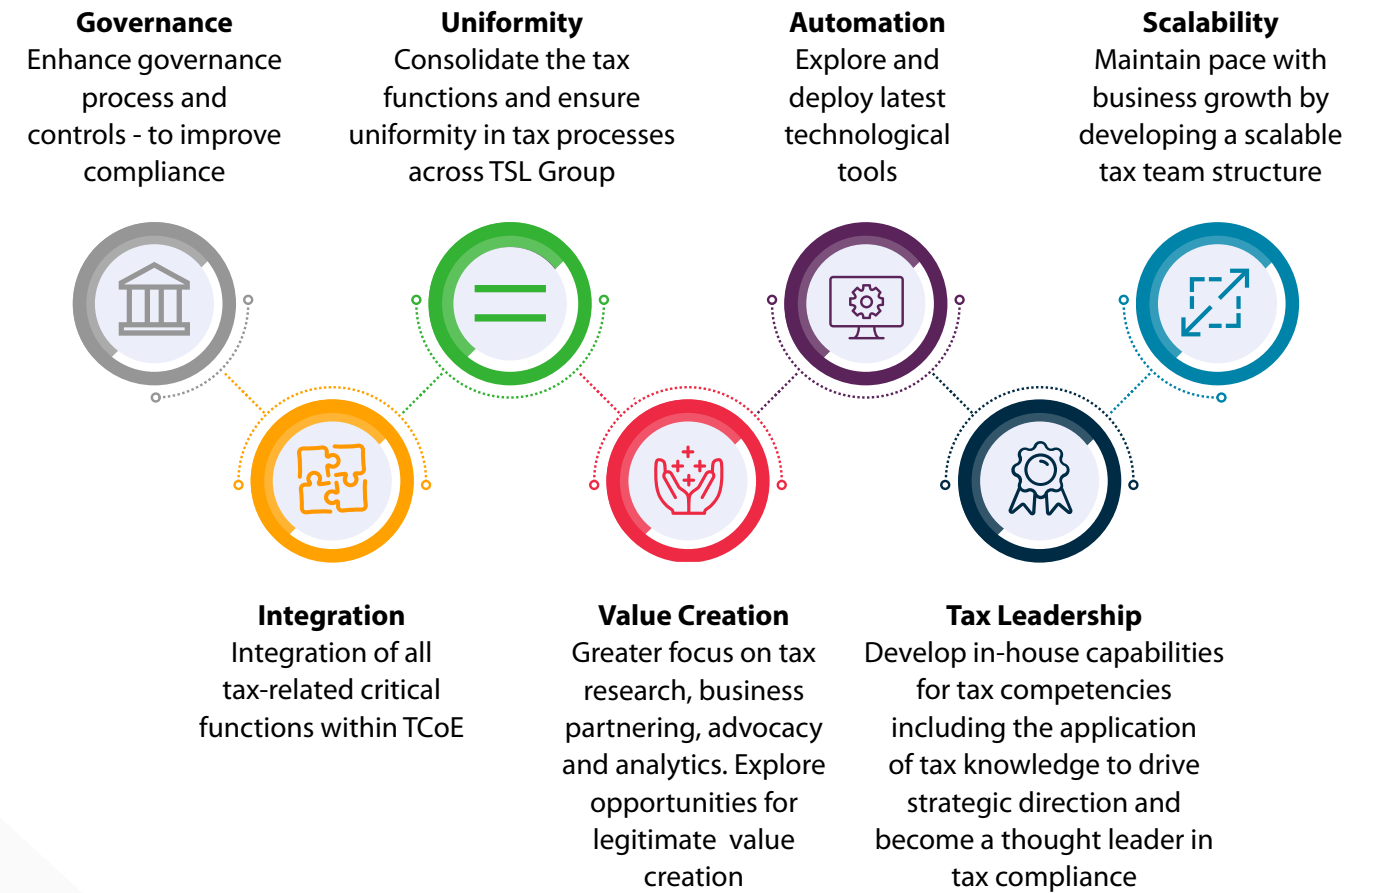 Governance
Enhance governance
process and
controls - to improve
compliance
Uniformity
Consolidate the tax
functions and ensure
uniformity in tax processes
across TSL Group
Automation
Explore and
deploy latest
technological
tools
Scalability
Maintain pace with
business growth by
developing a scalable
tax team structure
Integration
Integration of all
tax-related critical
functions within TCoE
Value Creation
Greater focus on tax
research, business
partnering, advocacy
and analytics. Explore
opportunities for
legitimate  value
creation
Tax Leadership
Develop in-house capabilities
for tax competencies
including the application
of tax knowledge to drive
strategic direction and
become a thought leader in
tax compliance